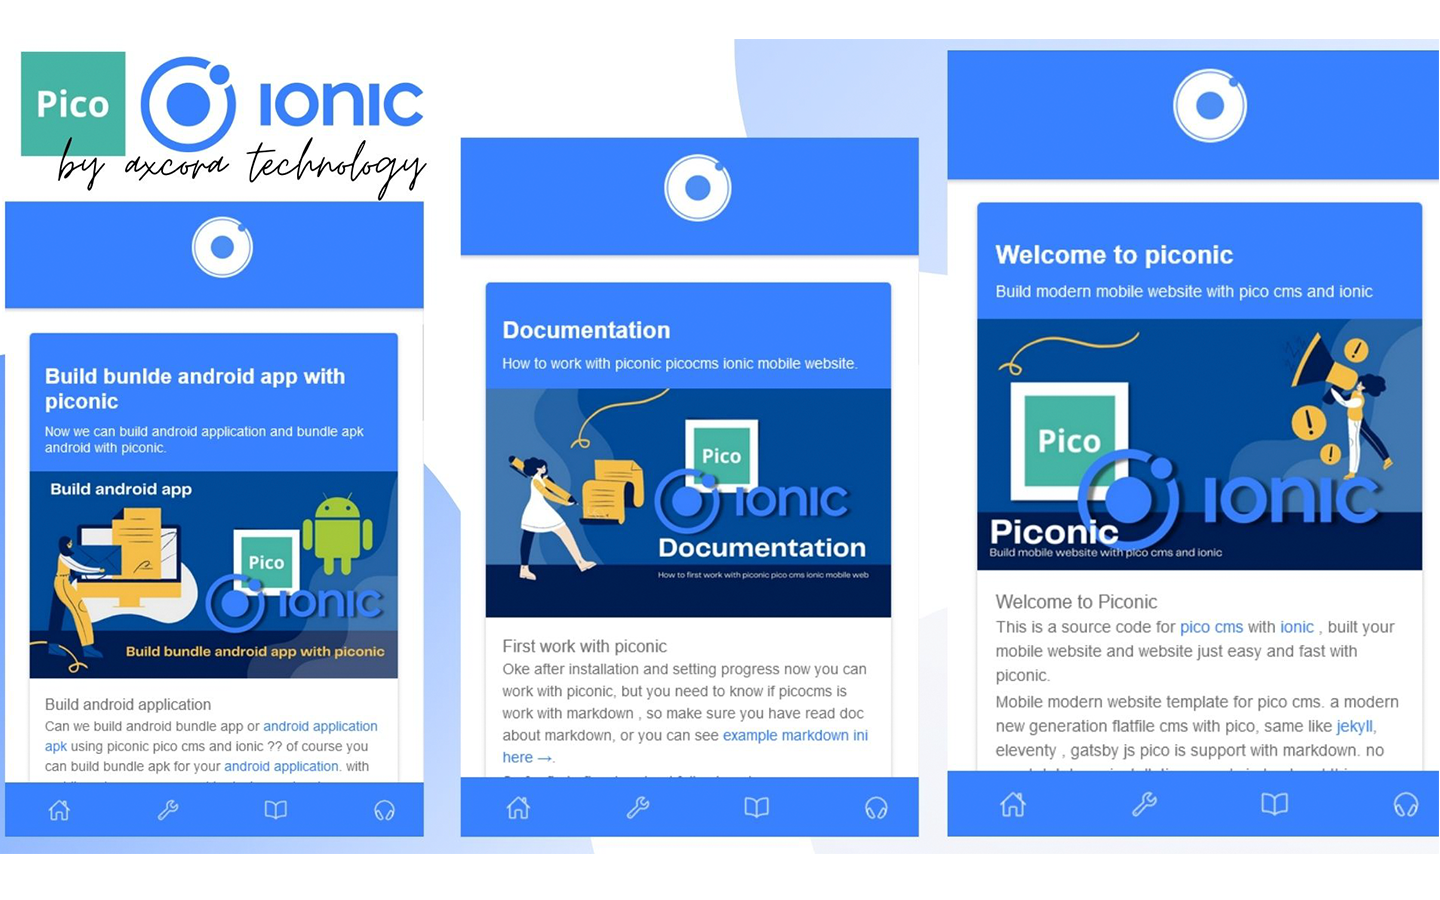 Pico
IONIC
by axcora technology
Build bunlde android app with
piconic
Now we can build android application and bundle apk
android with piconic.
Build android app
Pico
IONIC
Build bundle android app with piconic
Build android application
Can we build android bundle app or android application
apk using piconic pico cms and ionic ?? of course you
can build bundle apk for your android application. with
Documentation
How to work with piconic picocms ionic mobile website.
Pico
IONIC
Documentation
How to first work with piconic pico cms ionic mobile web
First work with piconic
Oke after installation and setting progress now you can
work with piconic, but you need to know if picocms is
work with markdown , so make sure you have read doc
about markdown, or you can see example markdown ini
here →.
Welcome to piconic
Build modern mobile website with pico cms and ionic
Pico
IONIC
Piconic
Build mobile website with pico cms and ionic
Welcome to Piconic
This is a source code for pico cms with ionic , built your
mobile website and website just easy and fast with
piconic.
Mobile modern website template for pico cms. a modern
new generation flatfile cms with pico, same like jekyll,
eleventy , gatsby js pico is support with markdown. no